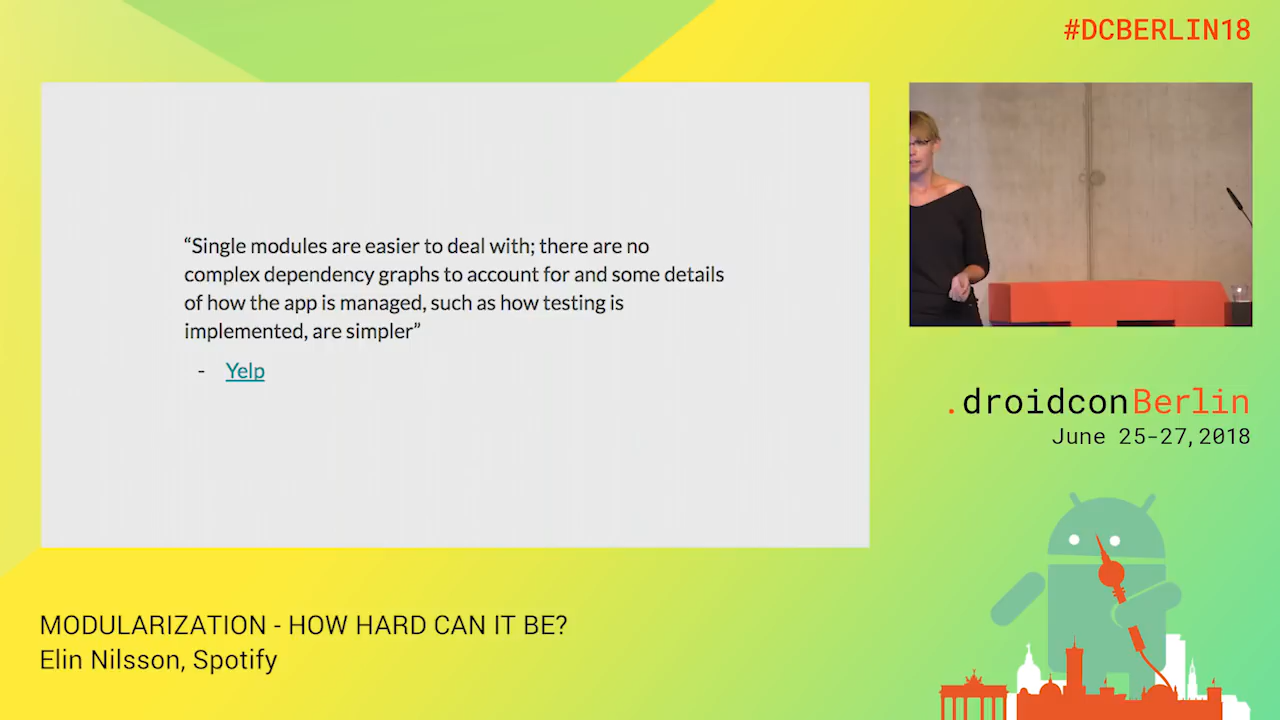 #DCBERLIN18
“Single modules are easier to deal with; there are no
complex dependency graphs to account for and some details
of how the app is managed, such as how testing is
implemented, are simpler”
- Yelp
.droidconBerlin
June 25-27,2018
MODULARIZATION - HOW HARD CAN IT BE?
Elin Nilsson, Spotify